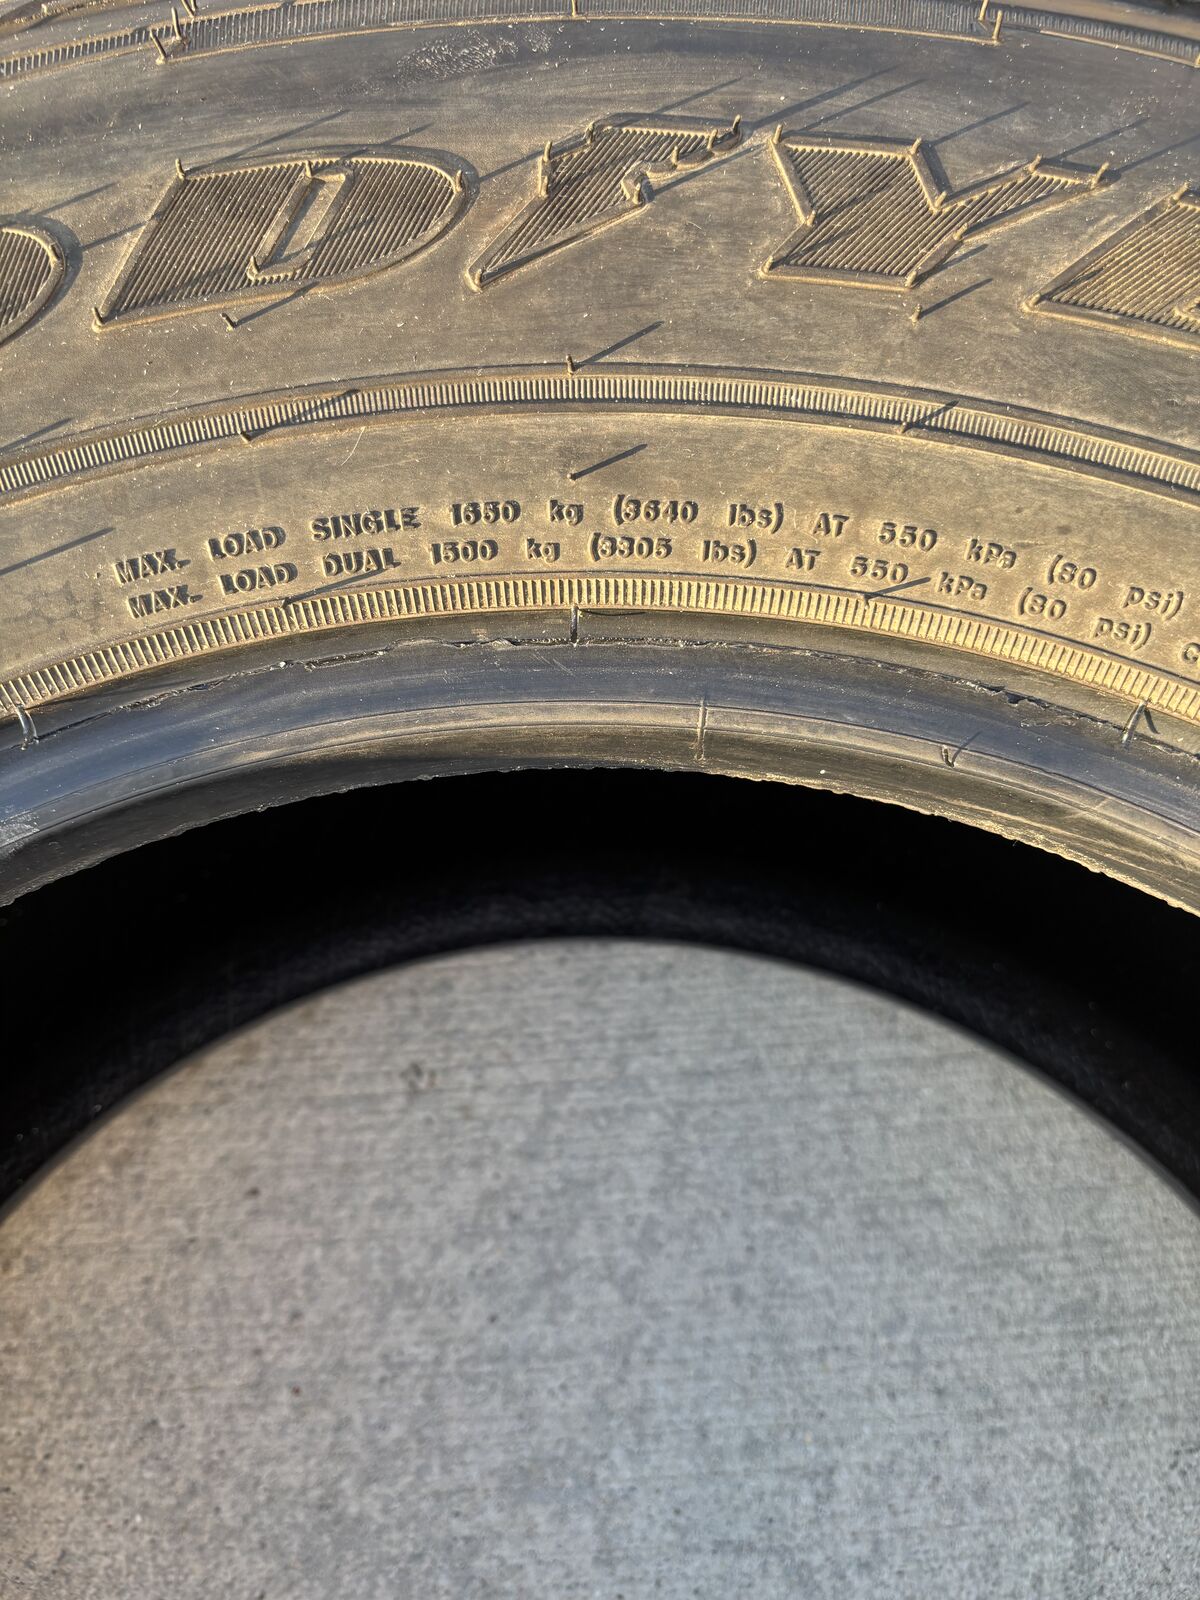 ODYE
MAX. LOAD SINGLE 1650 kg (3640 lbs) AT 550 kPa (80 psi)
MAX. LOAD DUAL 1500 kg (3305 lbs) AT 550 kPa (80 psi) C